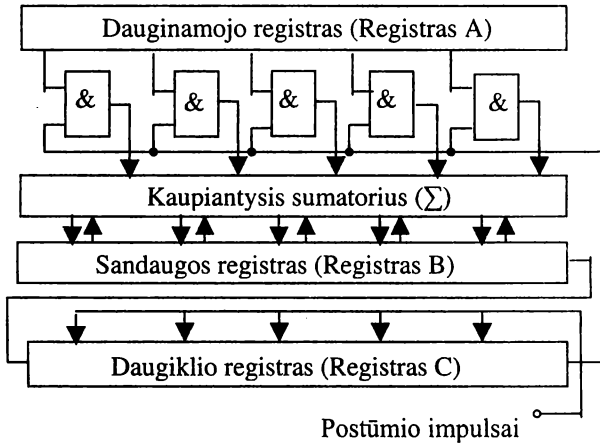 Dauginamojo registras (Registras A)
& & & & &
Kaupiantysis sumatorius (∑)
Sandaugos registras (Registras B)
Daugiklio registras (Registras C)
Postūmio impulsai